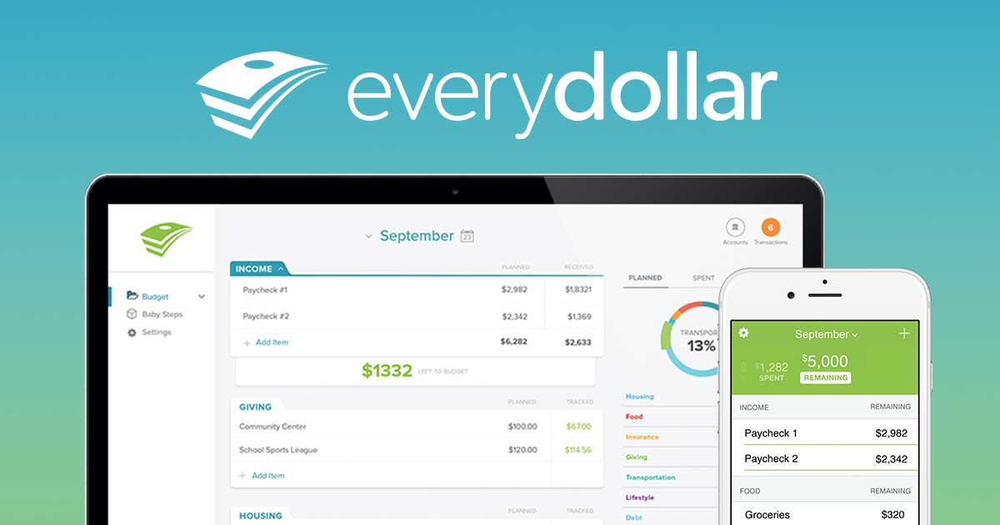 everydollar
September 23
Accounts
6
Transactions
INCOME PLANNED RECEIVED
Paycheck #1 $2,982 $1,8321
Paycheck #2 $2,342 $1,369
+ Add Item $6,282 $2,633
$1332 LEFT TO BUDGET
GIVING PLANNED TRACKED
Community Center $100.00 $67.00
School Sports League $120.00 $114.56
+ Add Item
HOUSING PLANNED TRACKED
Budget
Baby Steps
Settings
PLANNED SPENT
TRANSPOR
13%
Housing
Food
Insurance
Giving
Transportation
Lifestyle
Debt
September +
$1,282 $5,000
SPENT REMAINING
INCOME REMAINING
Paycheck 1 $2,982
Paycheck 2 $2,342
FOOD REMAINING
Groceries $320